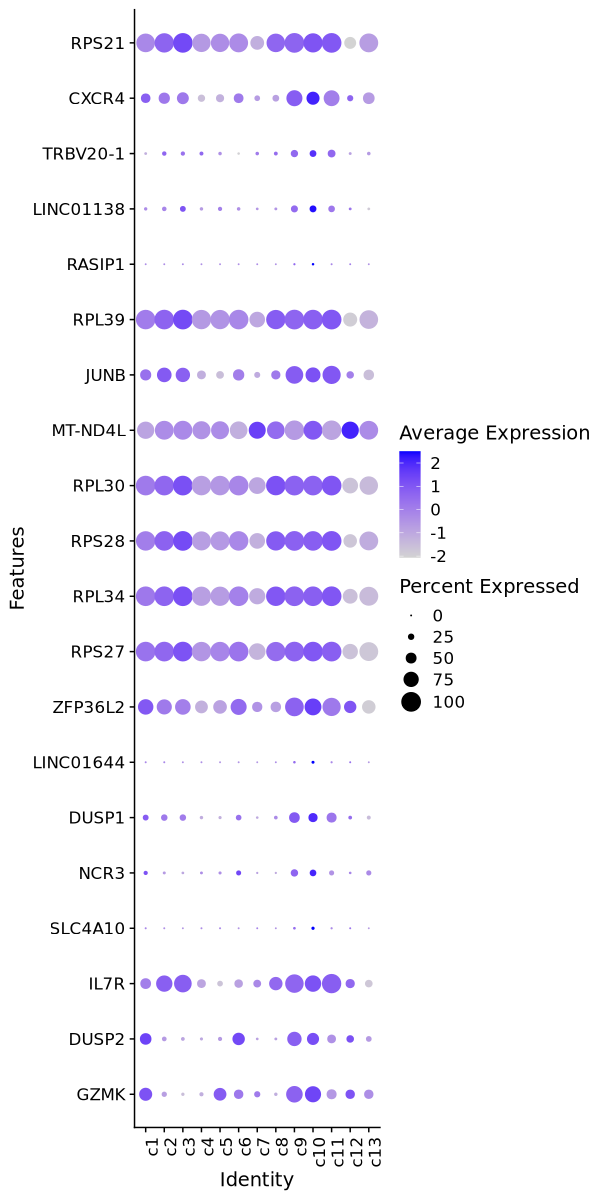 RPS21
CXCR4
TRBV20-1
LINC01138
RASIP1
RPL39
JUNB
MT-ND4L
RPL30
RPS28
RPL34
RPS27
ZFP36L2
LINC01644
DUSP1
NCR3
SLC4A10
IL7R
DUSP2
GZMK
Features
c1 c2 c3 c4 c5 c6 c7 c8 c9 c10 c11 c12 c13
Identity
Average Expression
2
1
0
-1
-2
Percent Expressed
0
25
50
75
100